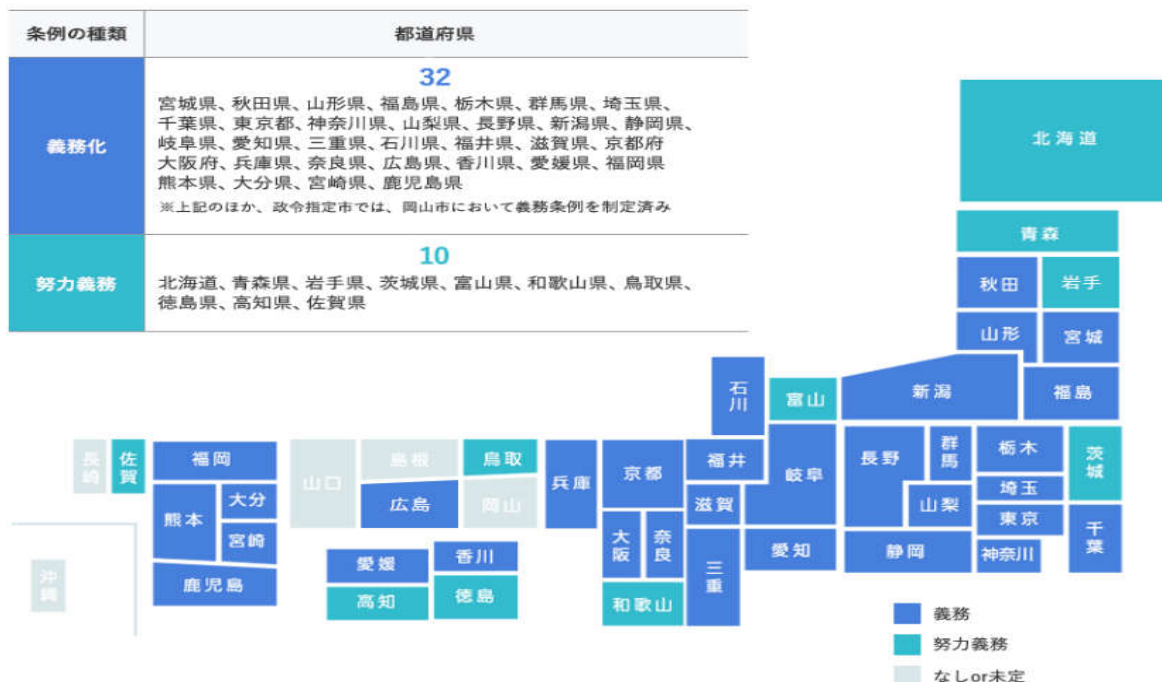 条例の種類
都道府県
義務化
32
宮城県、秋田県、山形県、福島県、栃木県、群馬県、埼玉県、
千葉県、東京都、神奈川県、山梨県、長野県、新潟県、静岡県、
岐阜県、愛知県、三重県、石川県、福井県、滋賀県、京都府
大阪府、兵庫県、奈良県、広島県、香川県、愛媛県、福岡県
熊本県、大分県、宮崎県、鹿児島県
※上記のほか、政令指定市では、岡山市において義務条例を制定済み
努力義務
10
北海道、青森県、岩手県、茨城県、富山県、和歌山県、鳥取県、
徳島県、高知県、佐賀県
北海道
青森
秋田
岩手
山形
宮城
石川
富山
新潟
福島
長崎
佐賀
福岡
山口
島根
鳥取
兵庫
京都
福井
岐阜
長野
群馬
栃木
茨城
熊本
大分
広島
岡山
滋賀
山梨
埼玉
東京
千葉
宮崎
大阪
奈良
三重
愛知
静岡
神奈川
沖縄
鹿児島
愛媛
香川
高知
徳島
和歌山
義務
努力義務
なしor未定